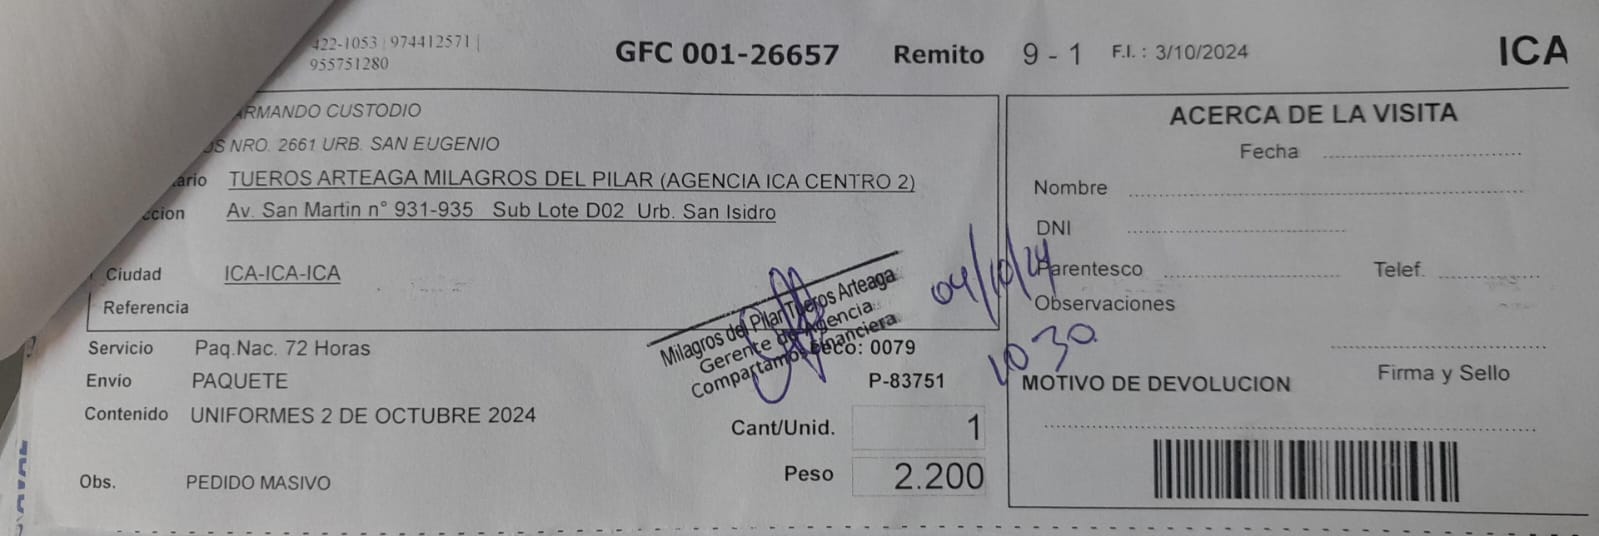 422-1053 | 974412571 |
955751280
GFC 001-26657 Remito 9 - 1 F.I. : 3/10/2024 ICA
ARMANDO CUSTODIO
OS NRO. 2661 URB. SAN EUGENIO
ario TUEROS ARTEAGA MILAGROS DEL PILAR (AGENCIA ICA CENTRO 2)
ccion Av. San Martin n° 931-935 Sub Lote D02 Urb. San Isidro
Ciudad ICA-ICA-ICA
Referencia
Servicio Paq.Nac. 72 Horas
Envío PAQUETE
Contenido UNIFORMES 2 DE OCTUBRE 2024
Obs. PEDIDO MASIVO
Milagros del Pilar Tueros Arteaga
Gerente de Agencia
Compartamos Financiera
ceco: 0079
P-83751
Cant/Unid. 1
Peso 2.200
04/10/24
10 30
ACERCA DE LA VISITA
Fecha
Nombre
DNI
Parentesco Telef.
Observaciones
Firma y Sello
MOTIVO DE DEVOLUCION